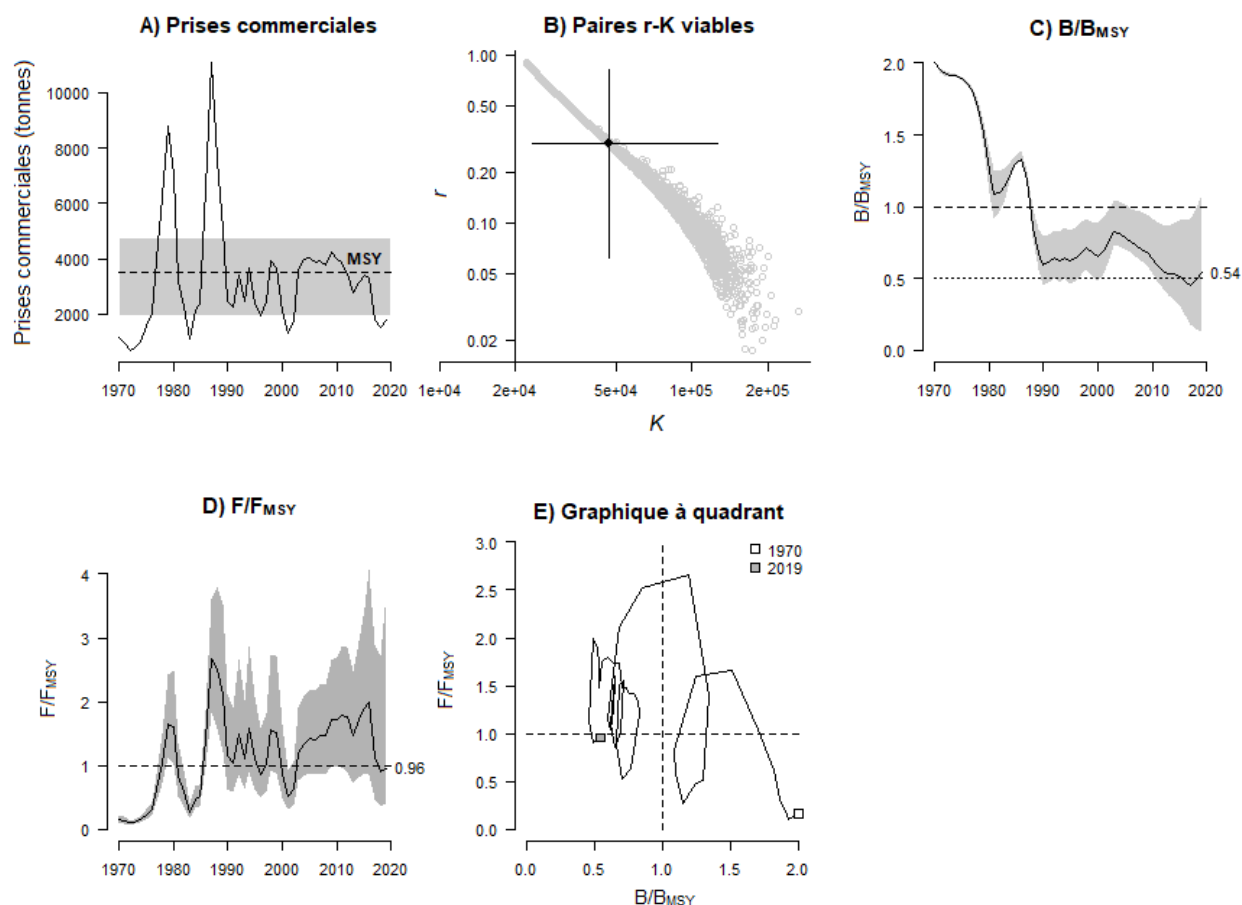 A) Prises commerciales
Prises commerciales (tonnes)
10000
8000
6000
4000
2000
MSY
1970 1980 1990 2000 2010 2020
B) Paires r-K viables
r
1.00
0.50
0.20
0.10
0.05
0.02
1e+04 2e+04 5e+04 1e+05 2e+05
K
C) B/BMSY
B/BMSY
2.0
1.5
1.0
0.5
0.0
0.54
1970 1980 1990 2000 2010 2020
D) F/FMSY
F/FMSY
4
3
2
1
0
0.96
1970 1980 1990 2000 2010 2020
E) Graphique à quadrant
F/FMSY
3.0
2.5
2.0
1.5
1.0
0.5
0.0
1970
2019
0.0 0.5 1.0 1.5 2.0
B/BMSY